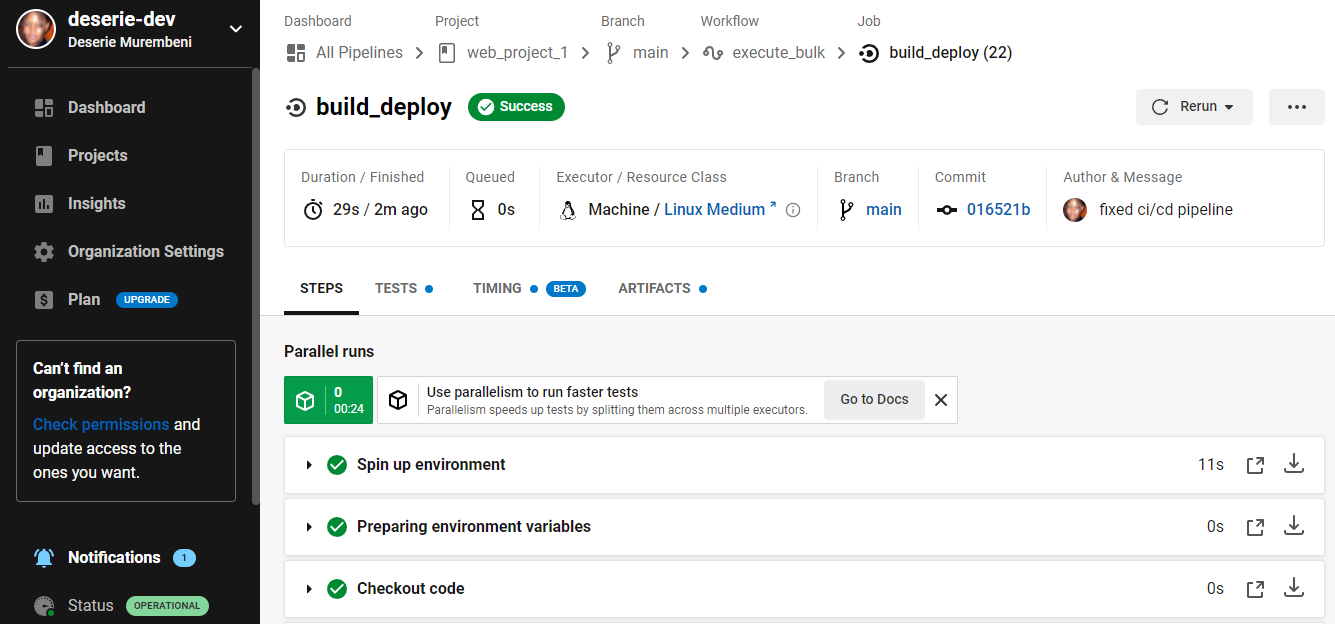 deserie-dev
Deserie Murembeni
Dashboard
Projects
Insights
Organization Settings
Plan UPGRADE
Can't find an
organization?
Check permissions and
update access to the
ones you want.
Notifications 1
Status OPERATIONAL
Dashboard Project Branch Workflow Job
All Pipelines web_project_1 main execute_bulk build_deploy (22)
build_deploy Success Rerun
Duration / Finished Queued Executor / Resource Class Branch Commit Author & Message
29s / 2m ago 0s Machine / Linux Medium main 016521b fixed ci/cd pipeline
STEPS TESTS TIMING BETA ARTIFACTS
Parallel runs
0
00:24
Use parallelism to run faster tests
Parallelism speeds up tests by splitting them across multiple executors.
Go to Docs
Spin up environment 11s
Preparing environment variables 0s
Checkout code 0s